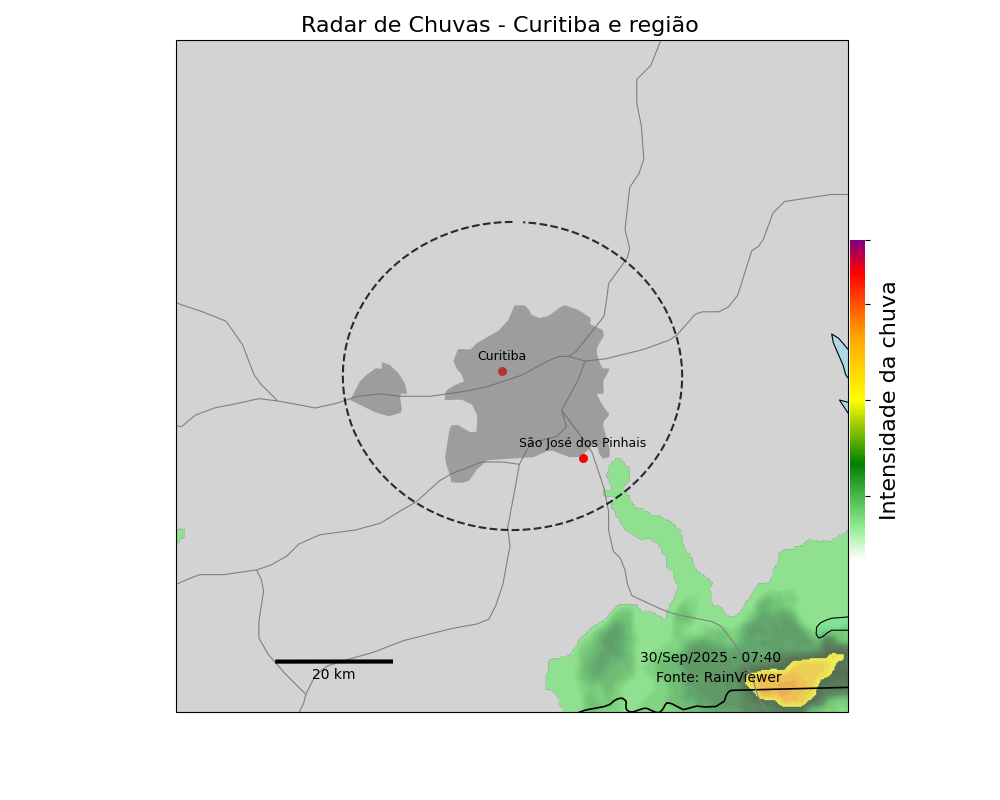 Radar de Chuvas - Curitiba e região
Curitiba
São José dos Pinhais
Intensidade da chuva
30/Sep/2025 - 07:40
20 km
Fonte: RainViewer